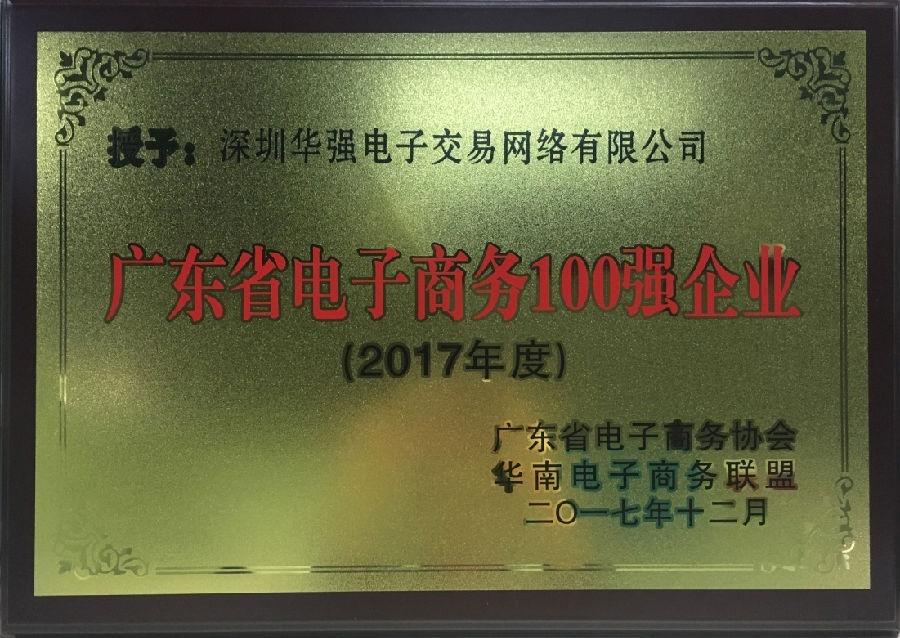 授予：深圳华强电子交易网络有限公司
广东省电子商务100强企业
(2017年度)
广东省电子商务协会
华南电子商务联盟
二〇一七年十二月